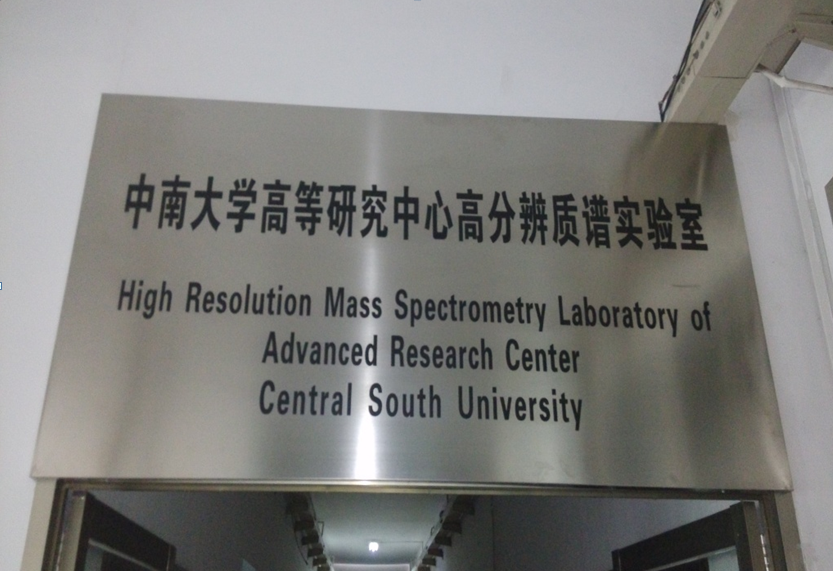 中南大学高等研究中心高分辨质谱实验室
High Resolution Mass Spectrometry Laboratory of
Advanced Research Center
Central South University